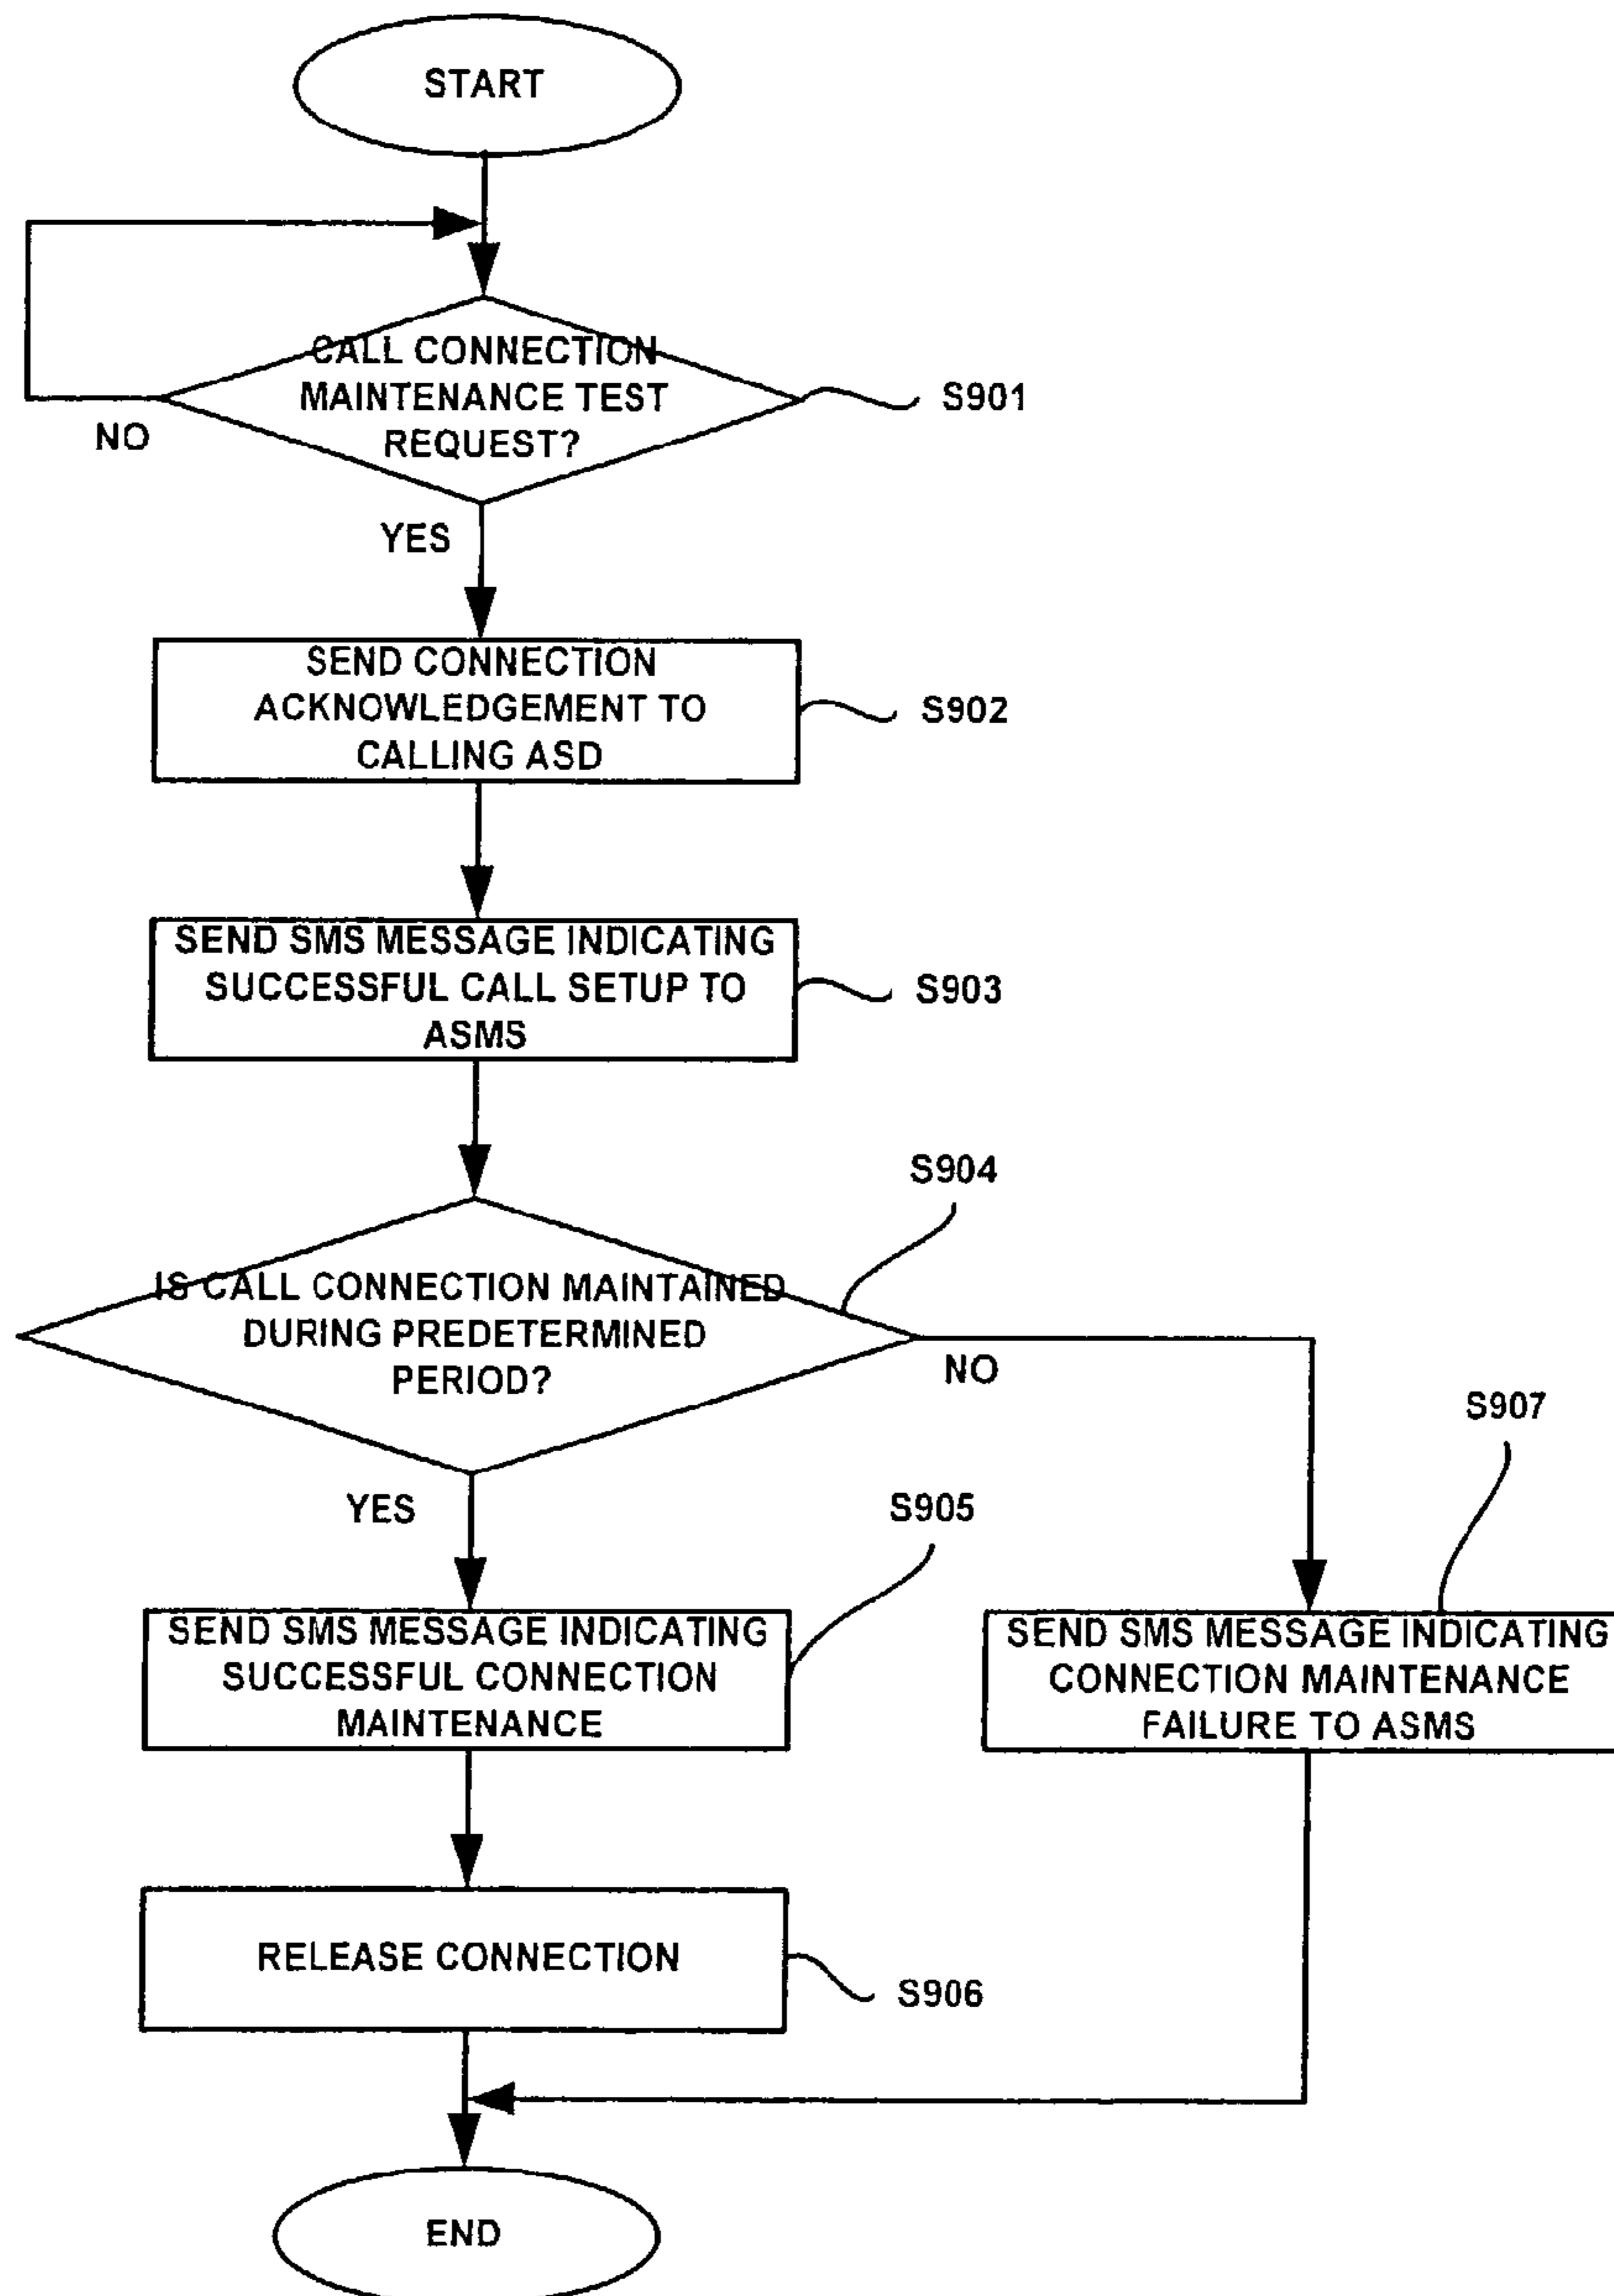 START
CALL CONNECTION
MAINTENANCE TEST
REQUEST?
S901
NO
YES
SEND CONNECTION
ACKNOWLEDGEMENT TO
CALLING ASD
S902
SEND SMS MESSAGE INDICATING
SUCCESSFUL CALL SETUP TO
ASMS
S903
S904
IS CALL CONNECTION MAINTAINED
DURING PREDETERMINED
PERIOD?
NO
YES
S905
S907
SEND SMS MESSAGE INDICATING
SUCCESSFUL CONNECTION
MAINTENANCE
SEND SMS MESSAGE INDICATING
CONNECTION MAINTENANCE
FAILURE TO ASMS
RELEASE CONNECTION
S906
END